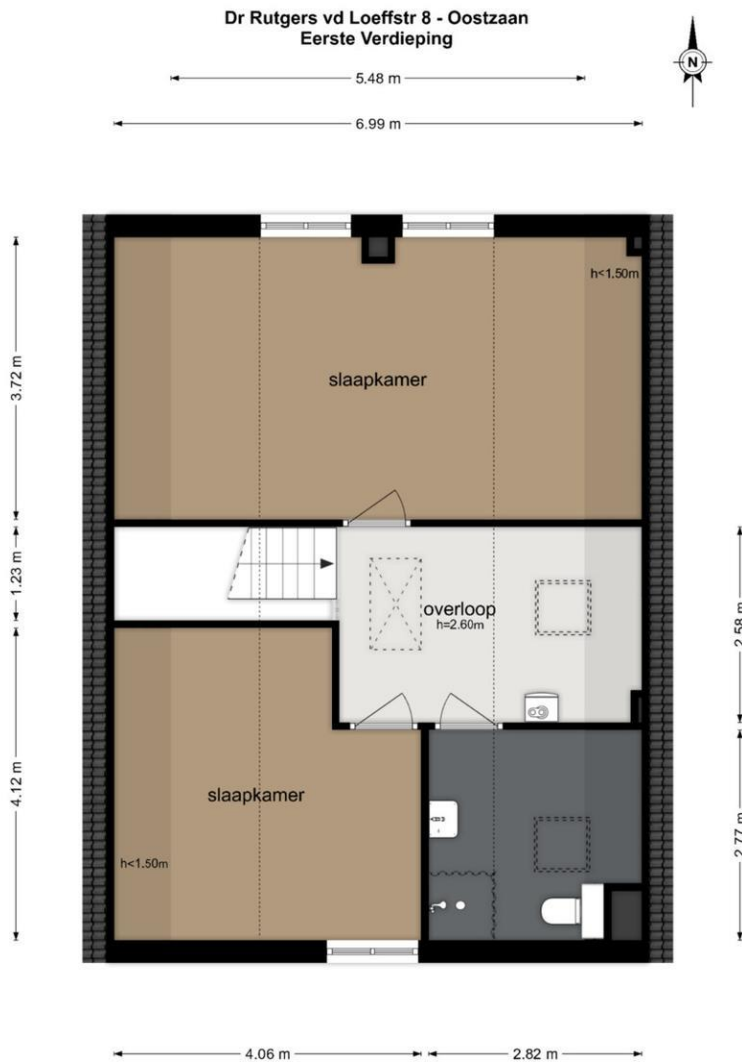 Dr Rutgers vd Loeffstr 8 - Oostzaan
Eerste Verdieping
N
5.48 m
6.99 m
h<1.50m
3.72 m
slaapkamer
1.23 m
overloop
h=2.60m
2.58 m
4.12 m
slaapkamer
h<1.50m
2.77 m
4.06 m
2.82 m